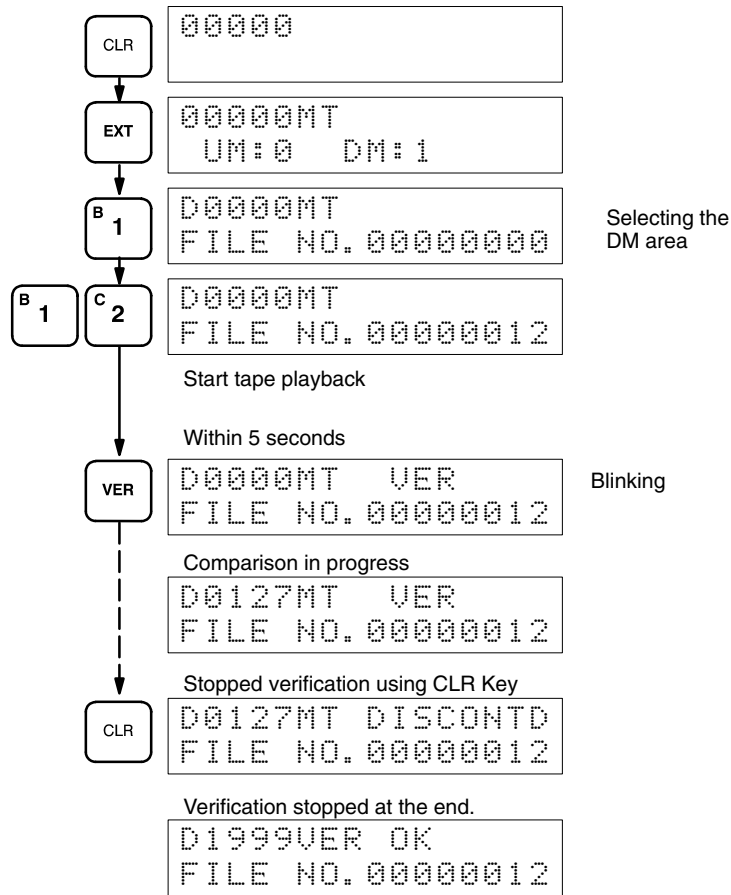 CLR
00000
EXT
00000MT
UM:0 DM:1
B 1
D0000MT
FILE NO.00000000
Selecting the
DM area
B 1
C 2
D0000MT
FILE NO.00000012
Start tape playback
Within 5 seconds
VER
D0000MT VER
FILE NO.00000012
Blinking
Comparison in progress
D0127MT VER
FILE NO.00000012
Stopped verification using CLR Key
CLR
D0127MT DISCONTD
FILE NO.00000012
Verification stopped at the end.
D1999VER OK
FILE NO.00000012